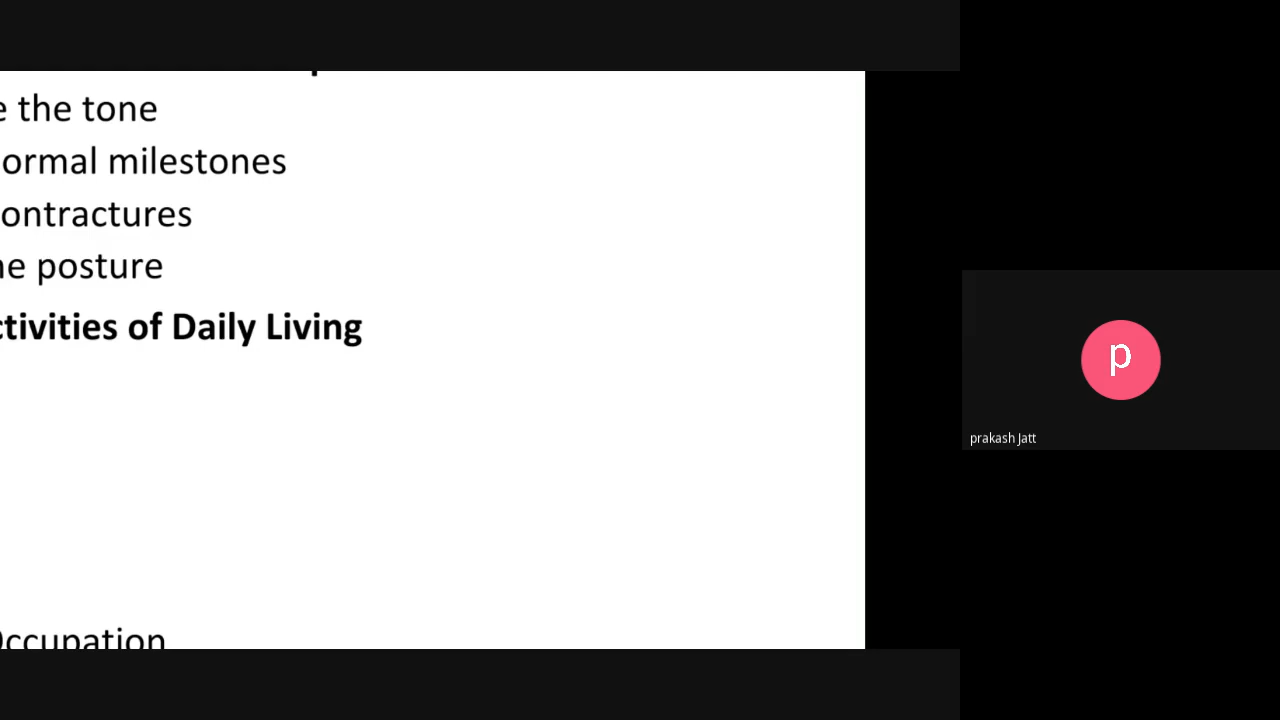 e the tone
ormal milestones
ontractures
ne posture
ctivities of Daily Living
Occupation
p
prakash Jatt